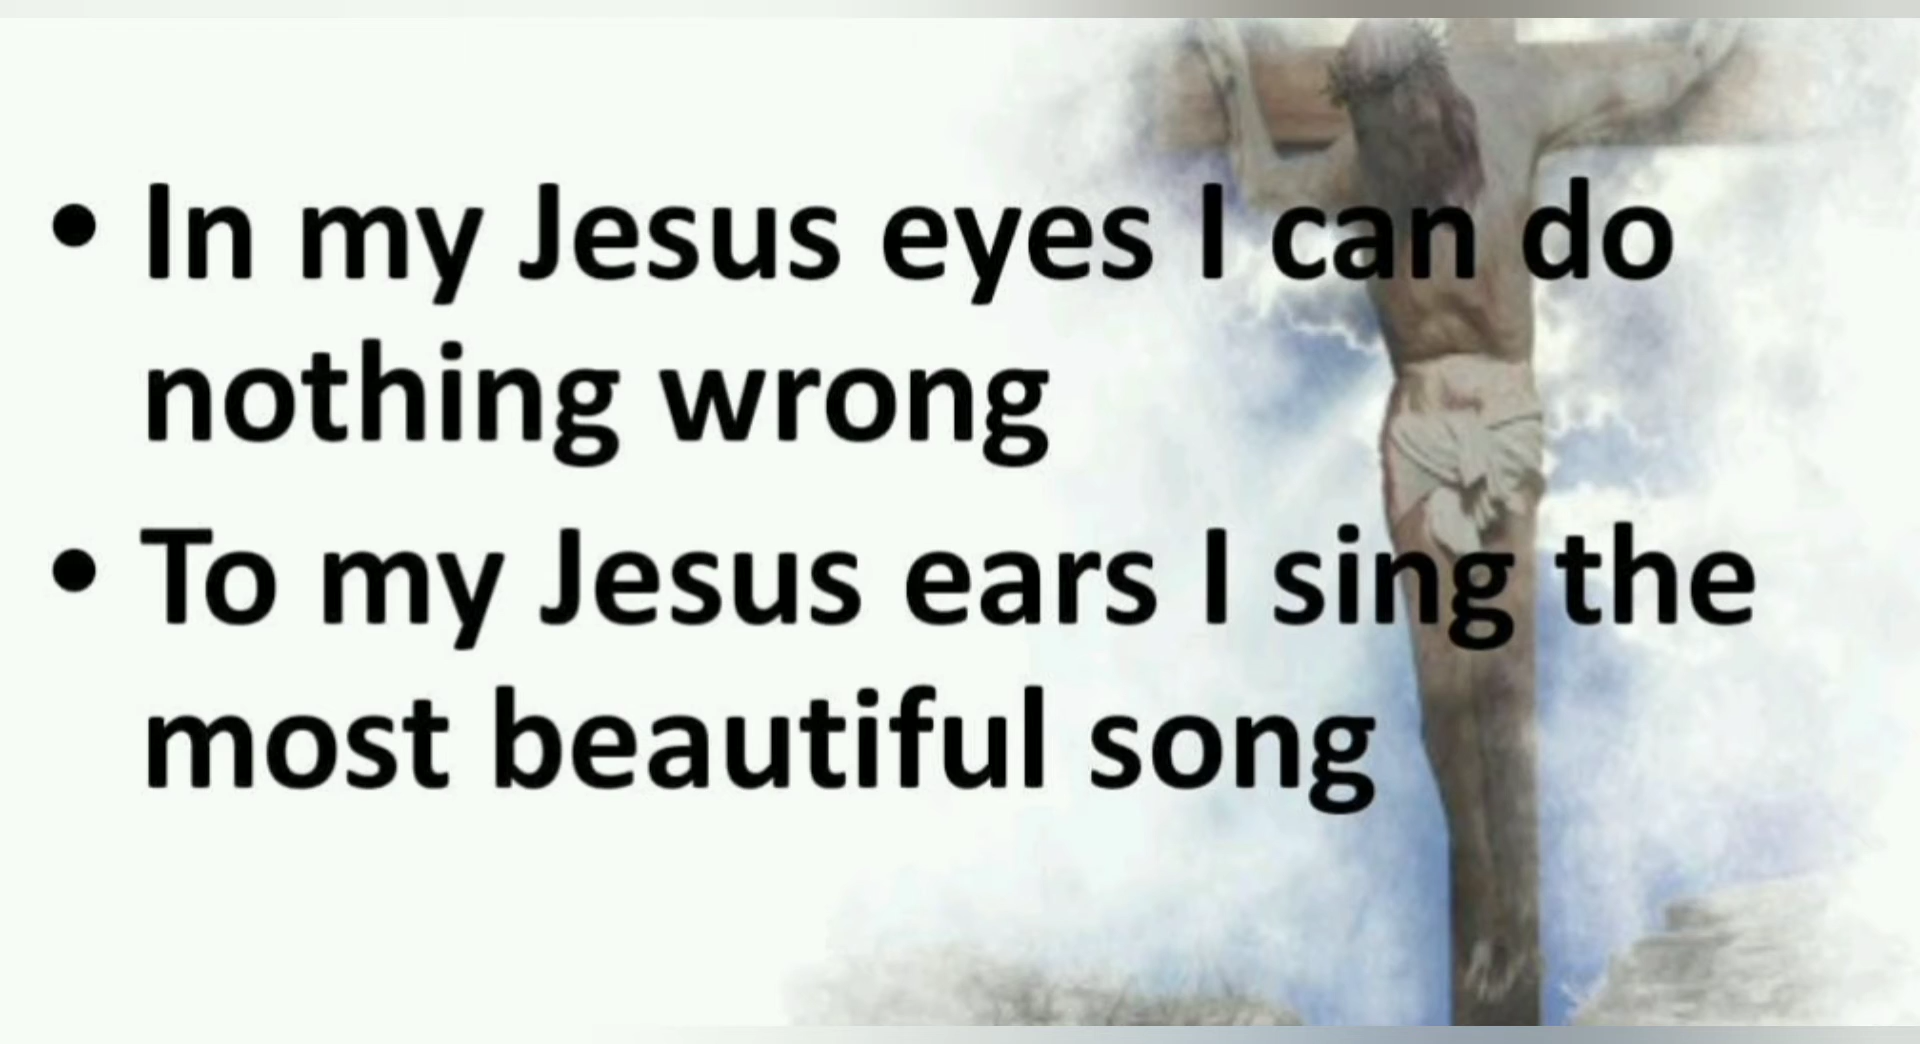 • In my Jesus eyes I can do
nothing wrong
• To my Jesus ears I sing the
most beautiful song